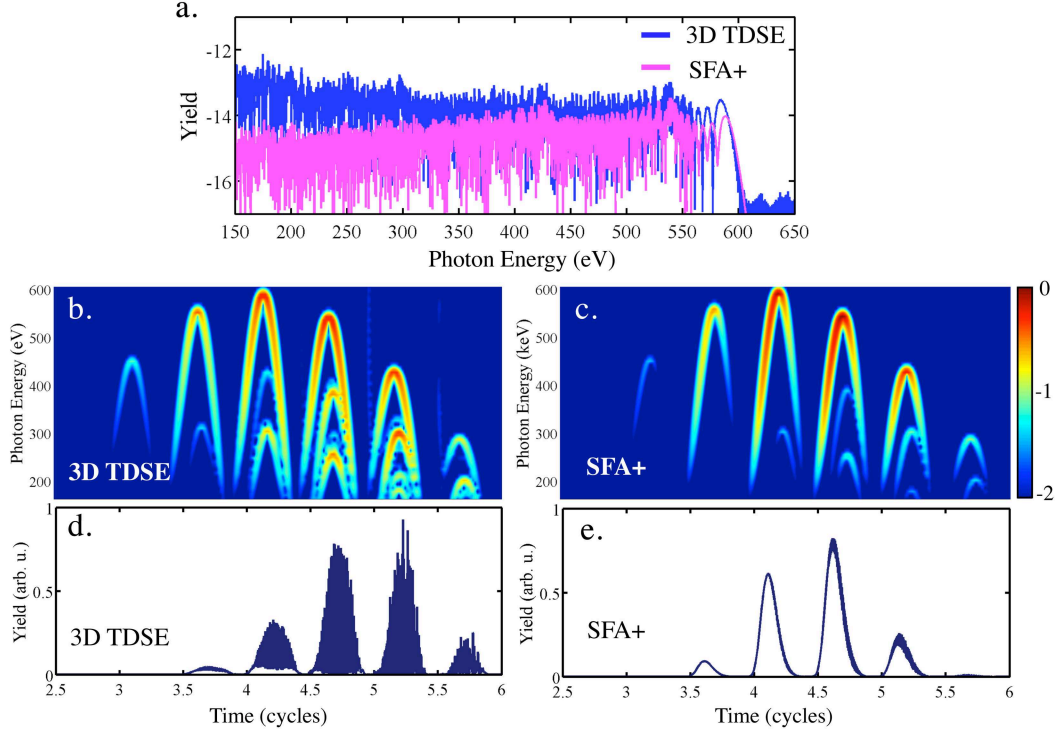 a.
3D TDSE
SFA+
Yield
-12
-14
-16
150 200 250 300 350 400 450 500 550 600 650
Photon Energy (eV)
b.
Photon Energy (eV)
600
500
400
300
200
3D TDSE
c.
Photon Energy (keV)
600
500
400
300
200
SFA+
0
-1
-2
d.
Yield (arb. u.)
1
0.5
0
3D TDSE
2.5 3 3.5 4 4.5 5 5.5 6
Time (cycles)
e.
Yield (arb. u.)
1
0.5
0
SFA+
2.5 3 3.5 4 4.5 5 5.5 6
Time (cycles)